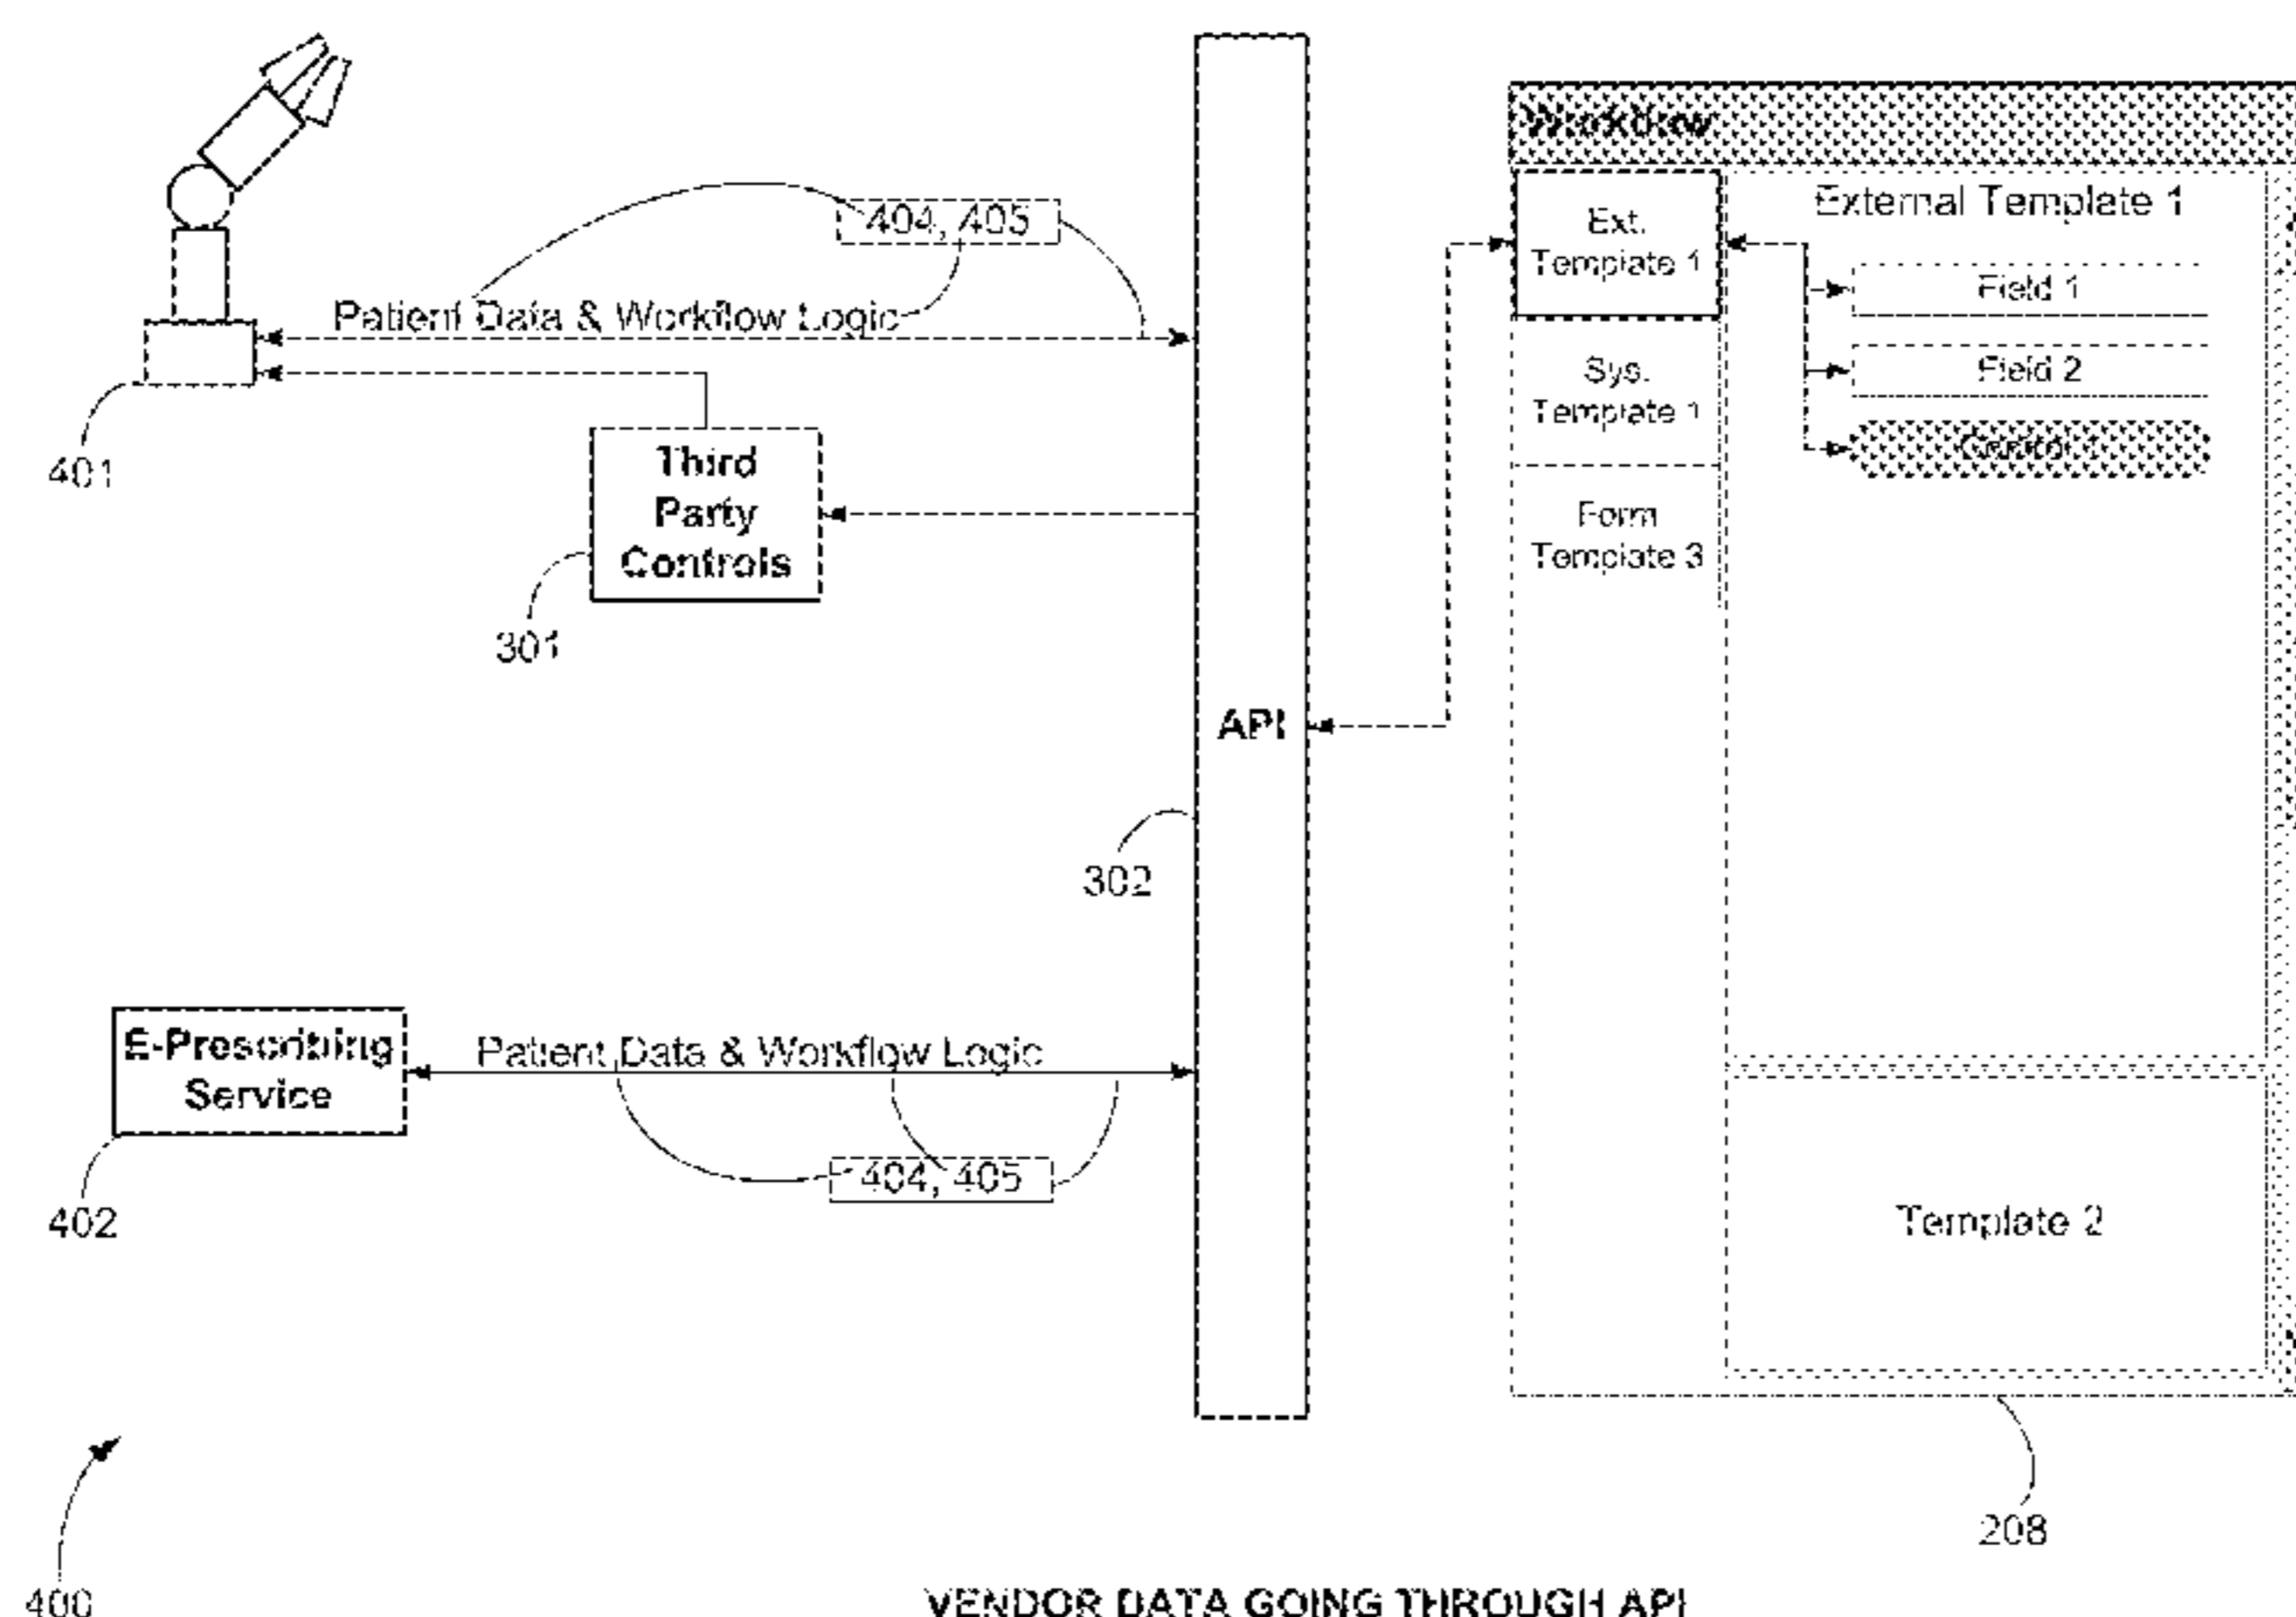 Workflow
404, 405
External Template 1
Ext.
Template 1
Field 1
Patient Data & Workflow Logic
Field 2
Sys.
Template 1
Control 1
401
Third
Party
Controls
Form
Template 3
301
API
302
E-Prescribing
Service
Patient Data & Workflow Logic
404, 405
402
Template 2
208
400
VENDOR DATA GOING THROUGH API